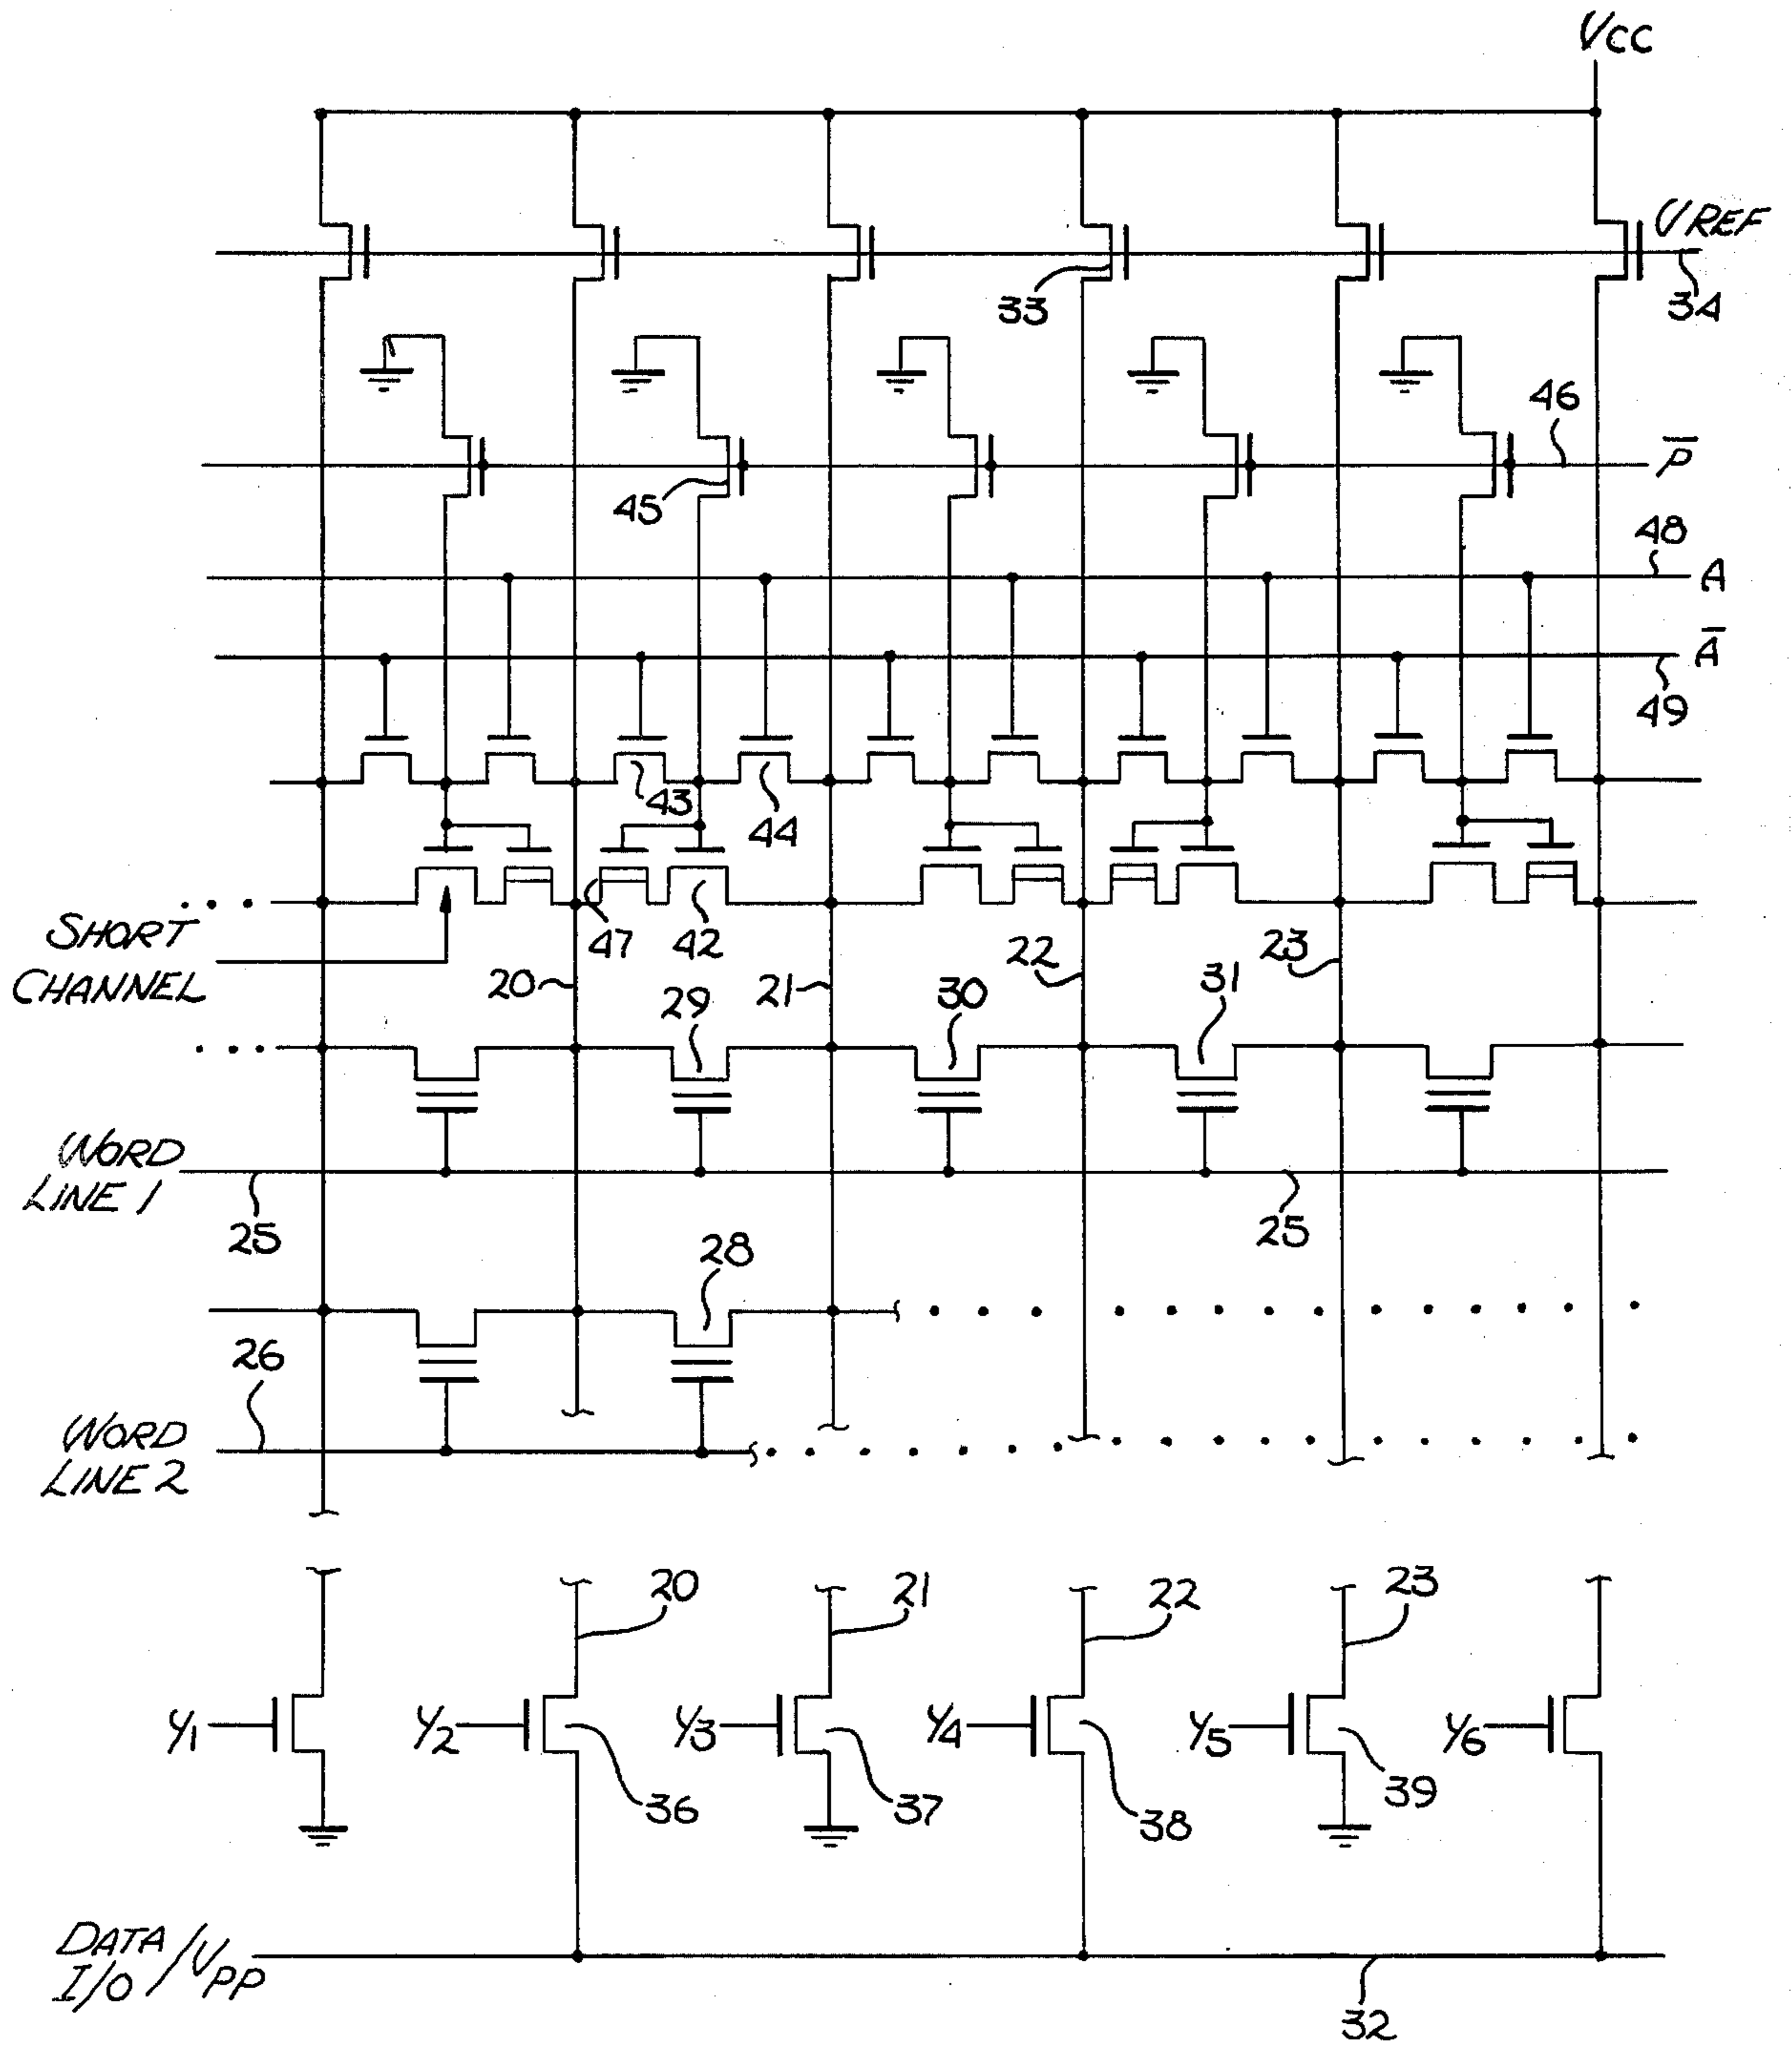 VCC
VREF
33
34
46
P̅
45
48
A
A̅
49
43
44
SHORT
CHANNEL
47
42
20
29
21
22
30
23
31
WORD
LINE 1
25
25
28
26
WORD
LINE 2
20
21
22
23
Y1
Y2
Y3
Y4
Y5
Y6
36
37
38
39
DATA
I/O / VPP
32